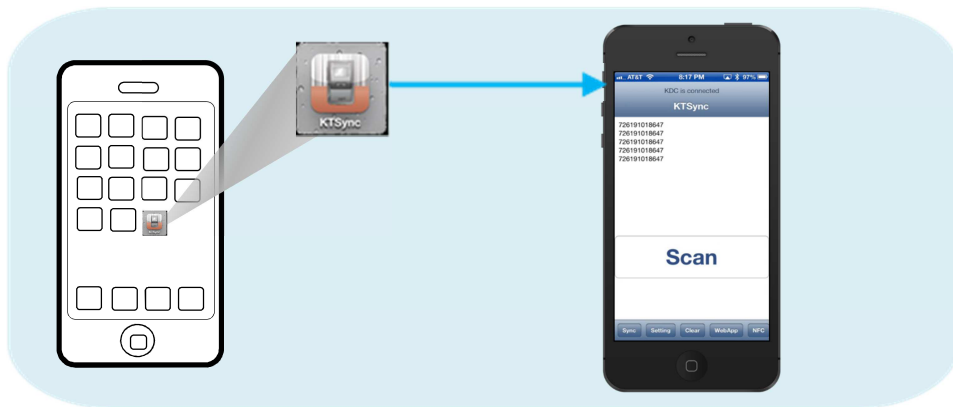 KTSync
AT&T 8:17 PM 97%
KDC is connected
KTSync
726191018647
726191018647
726191018647
726191018647
726191018647
Scan
Sync Setting Clear WebApp NFC